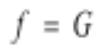 f = G